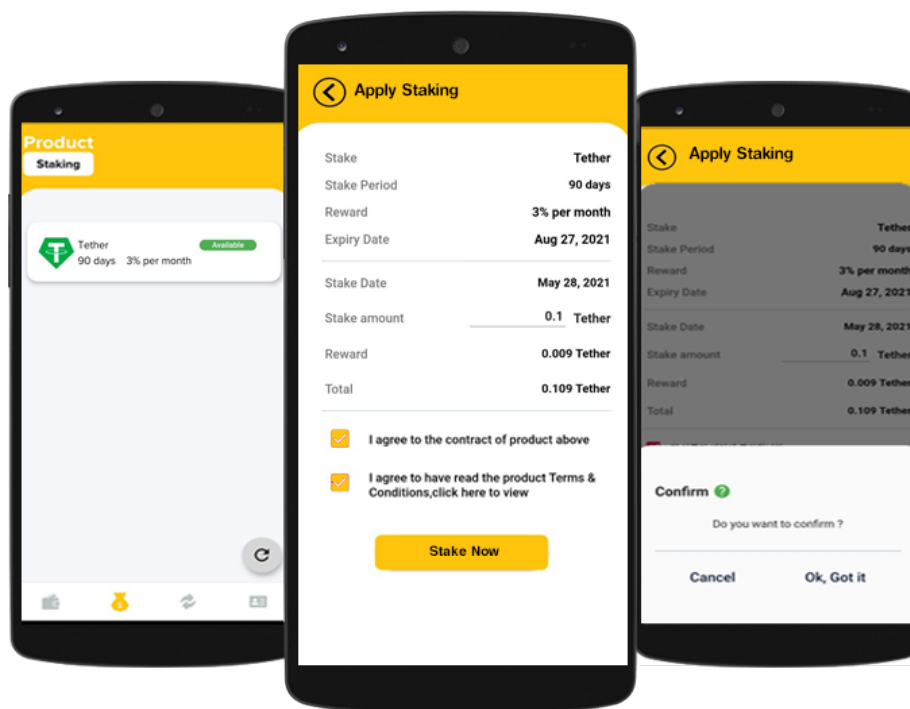 Product
Staking
Tether
Available
90 days 3% per month
Apply Staking
Stake Tether
Stake Period 90 days
Reward 3% per month
Expiry Date Aug 27, 2021
Stake Date May 28, 2021
Stake amount 0.1 Tether
Reward 0.009 Tether
Total 0.109 Tether
I agree to the contract of product above
I agree to have read the product Terms &
Conditions,click here to view
Stake Now
Apply Staking
Stake Tether
Stake Period 90 days
Reward 3% per month
Expiry Date Aug 27, 2021
Stake Date May 28, 2021
Stake amount 0.1 Tether
Reward 0.009 Tether
Total 0.109 Tether
Confirm
Do you want to confirm ?
Cancel Ok, Got it